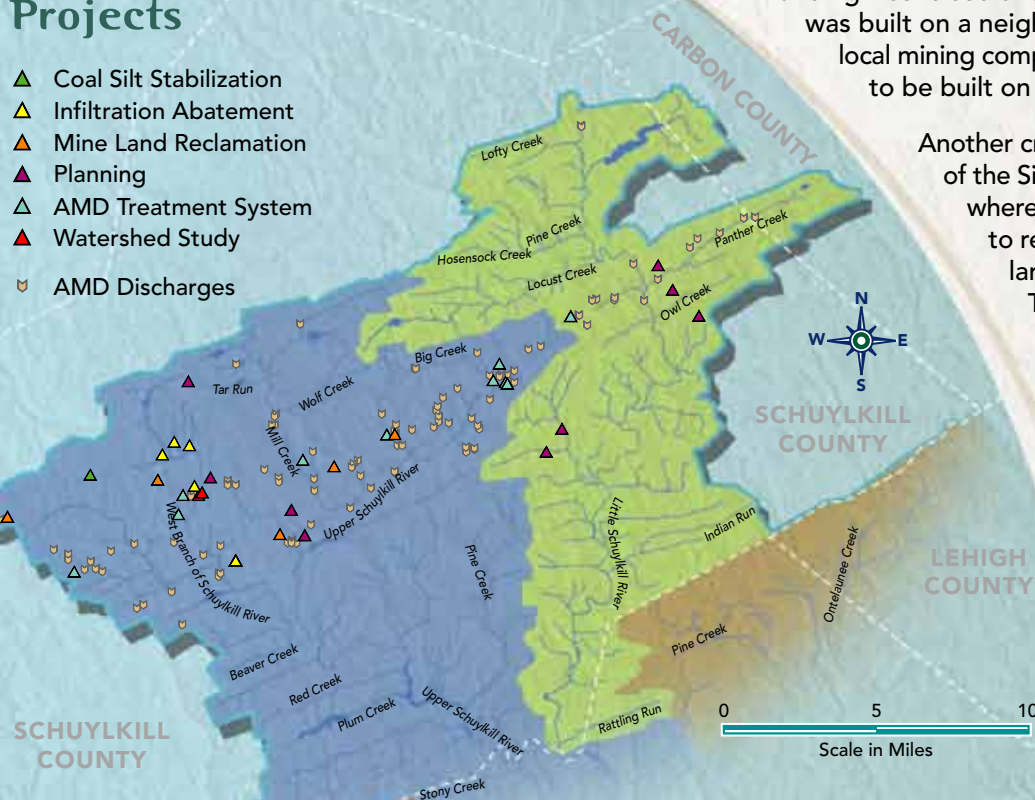 Projects
Coal Silt Stabilization
Infiltration Abatement
Mine Land Reclamation
Planning
AMD Treatment System
Watershed Study
AMD Discharges
was built on a neigh
local mining comp
to be built on
Another cr
of the Si
where
to re
lar
T
CARBON COUNTY
Lofty Creek
Pine Creek
Hosensock Creek
Locust Creek
Panther Creek
Owl Creek
N
W
E
S
Big Creek
Tar Run
Wolf Creek
Mill Creek
SCHUYLKILL
COUNTY
Upper Schuylkill River
West Branch of Schuylkill River
Pine Creek
Little Schuylkill River
Indian Run
Ontelaunee Creek
LEHIGH
COUNTY
Pine Creek
Beaver Creek
Red Creek
Plum Creek
Upper Schuylkill River
Rattling Run
SCHUYLKILL
COUNTY
Stony Creek
0 5 10
Scale in Miles